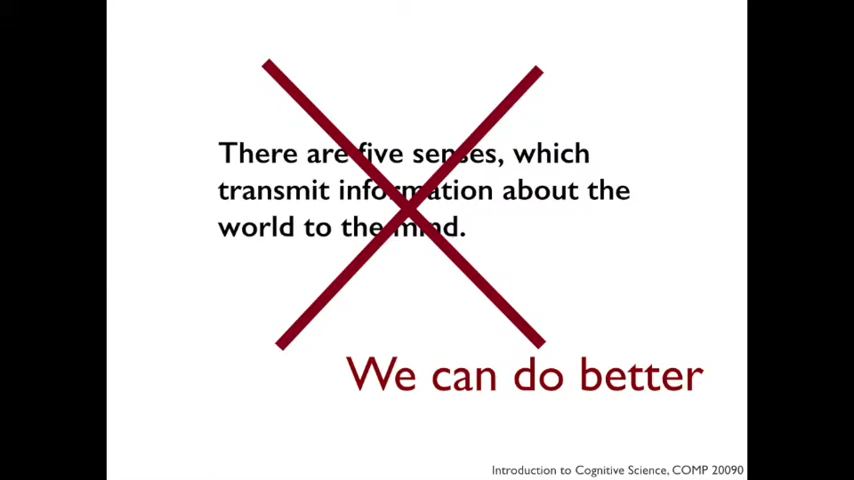 There are five senses, which
transmit information about the
world to the mind.
We can do better
Introduction to Cognitive Science, COMP 20090